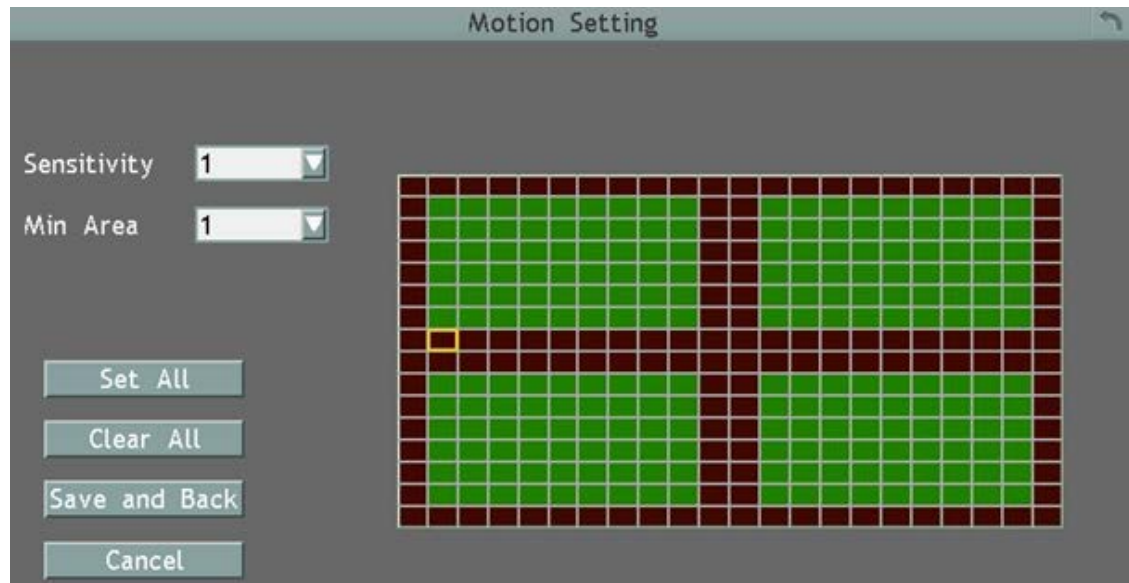 Motion Setting
Sensitivity 1
Min Area 1
Set All
Clear All
Save and Back
Cancel